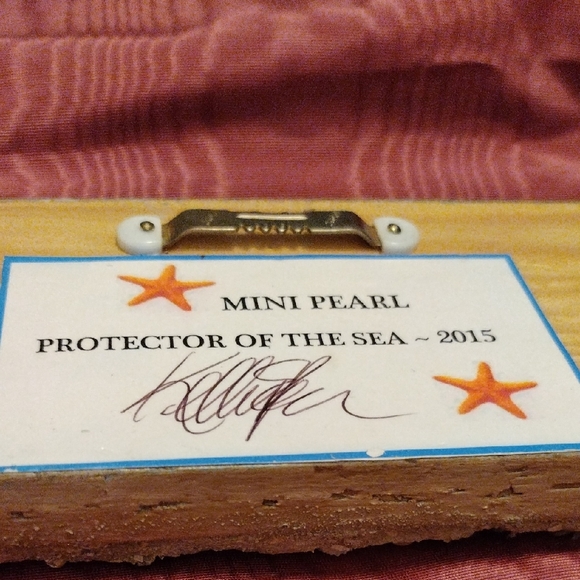 MINI PEARL
PROTECTOR OF THE SEA ~ 2015